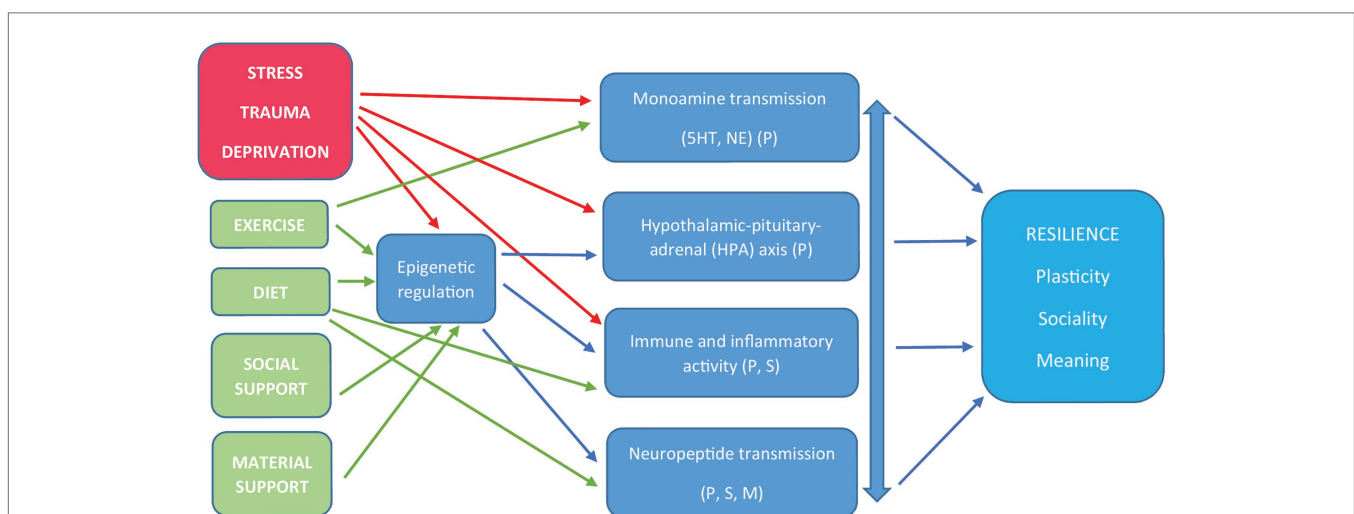 STRESS
TRAUMA
DEPRIVATION
EXERCISE
DIET
SOCIAL
SUPPORT
MATERIAL
SUPPORT
Epigenetic
regulation
Monoamine transmission
(5HT, NE) (P)
Hypothalamic-pituitary-
adrenal (HPA) axis (P)
Immune and inflammatory
activity (P, S)
Neuropeptide transmission
(P, S, M)
RESILIENCE
Plasticity
Sociality
Meaning